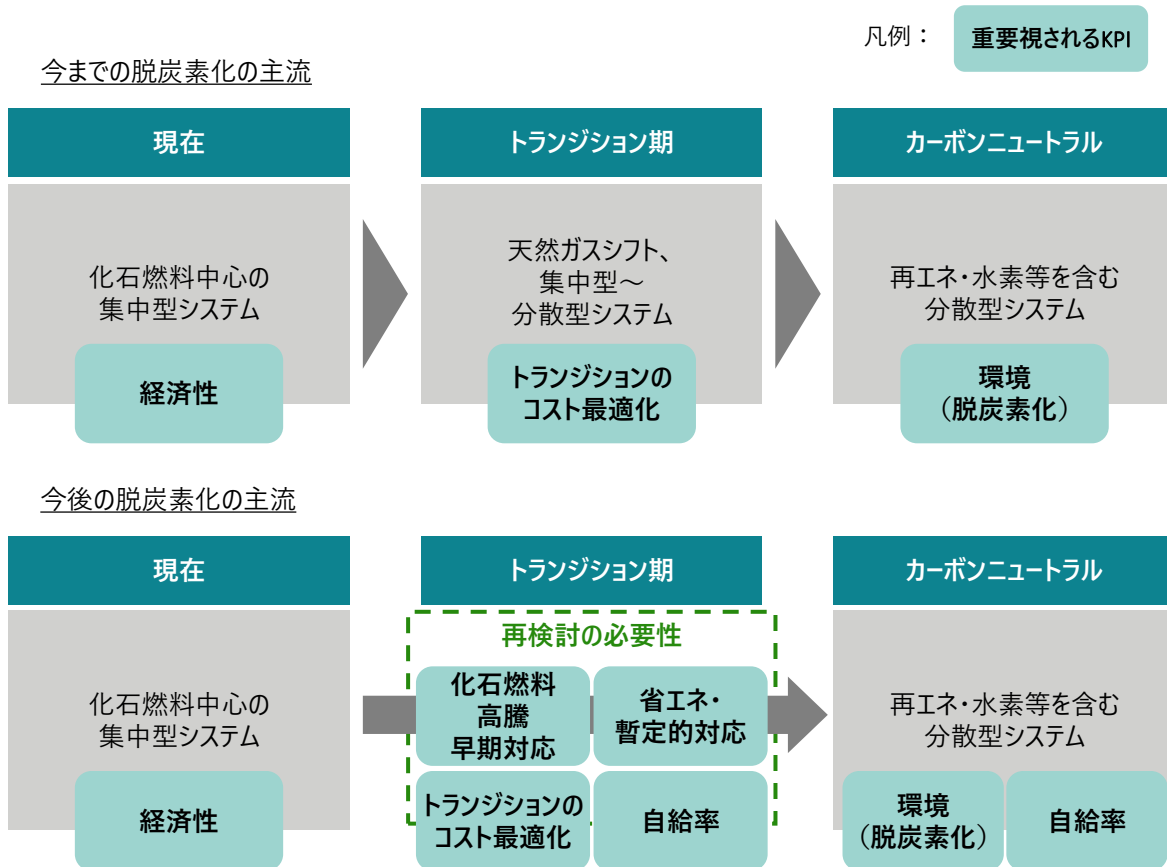 凡例：
重要視されるKPI
今までの脱炭素化の主流
現在
トランジション期
カーボンニュートラル
化石燃料中心の
集中型システム
経済性
天然ガスシフト、
集中型～
分散型システム
トランジションの
コスト最適化
再エネ・水素等を含む
分散型システム
環境
（脱炭素化）
今後の脱炭素化の主流
現在
トランジション期
カーボンニュートラル
化石燃料中心の
集中型システム
経済性
再検討の必要性
化石燃料
高騰
早期対応
省エネ・
暫定的対応
トランジションの
コスト最適化
自給率
再エネ・水素等を含む
分散型システム
環境
（脱炭素化）
自給率